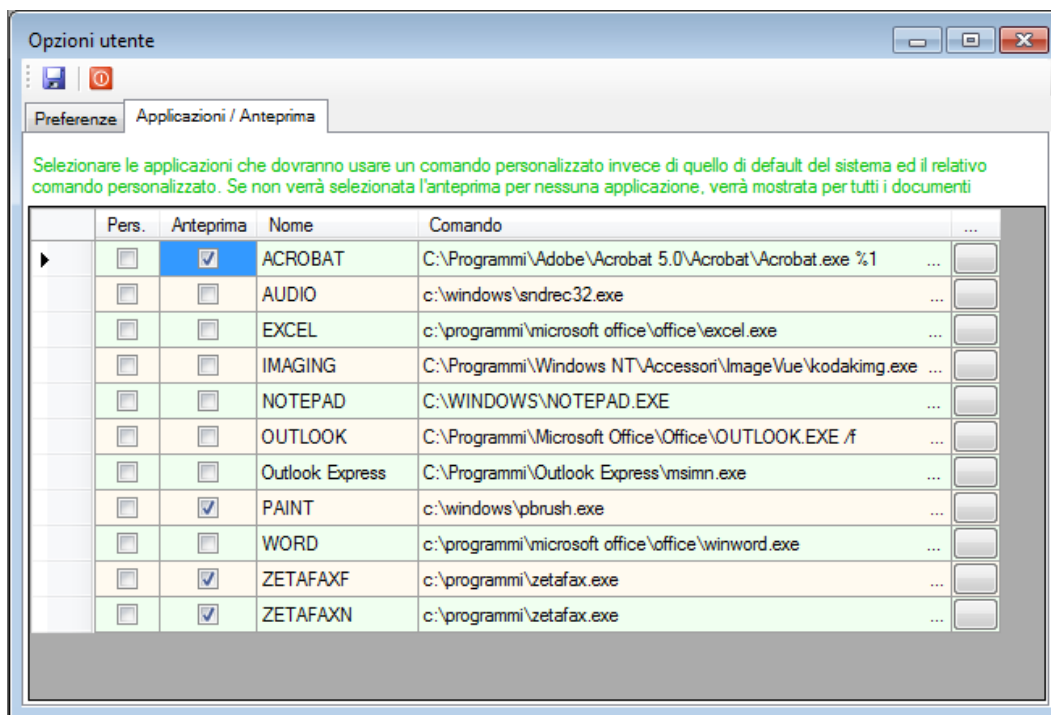 Opzioni utente
Preferenze Applicazioni / Anteprima
Selezionare le applicazioni che dovranno usare un comando personalizzato invece di quello di default del sistema ed il relativo
comando personalizzato. Se non verrà selezionata l'anteprima per nessuna applicazione, verrà mostrata per tutti i documenti
Pers. Anteprima Nome Comando ...
ACROBAT C:\Programmi\Adobe\Acrobat 5.0\Acrobat\Acrobat.exe %1 ...
AUDIO c:\windows\sndrec32.exe ...
EXCEL c:\programmi\microsoft office\office\excel.exe ...
IMAGING C:\Programmi\Windows NT\Accessori\ImageVue\kodakimg.exe ...
NOTEPAD C:\WINDOWS\NOTEPAD.EXE ...
OUTLOOK C:\Programmi\Microsoft Office\Office\OUTLOOK.EXE /f ...
Outlook Express C:\Programmi\Outlook Express\msimn.exe ...
PAINT c:\windows\pbrush.exe ...
WORD c:\programmi\microsoft office\office\winword.exe ...
ZETAFAXF c:\programmi\zetafax.exe ...
ZETAFAXN c:\programmi\zetafax.exe ...